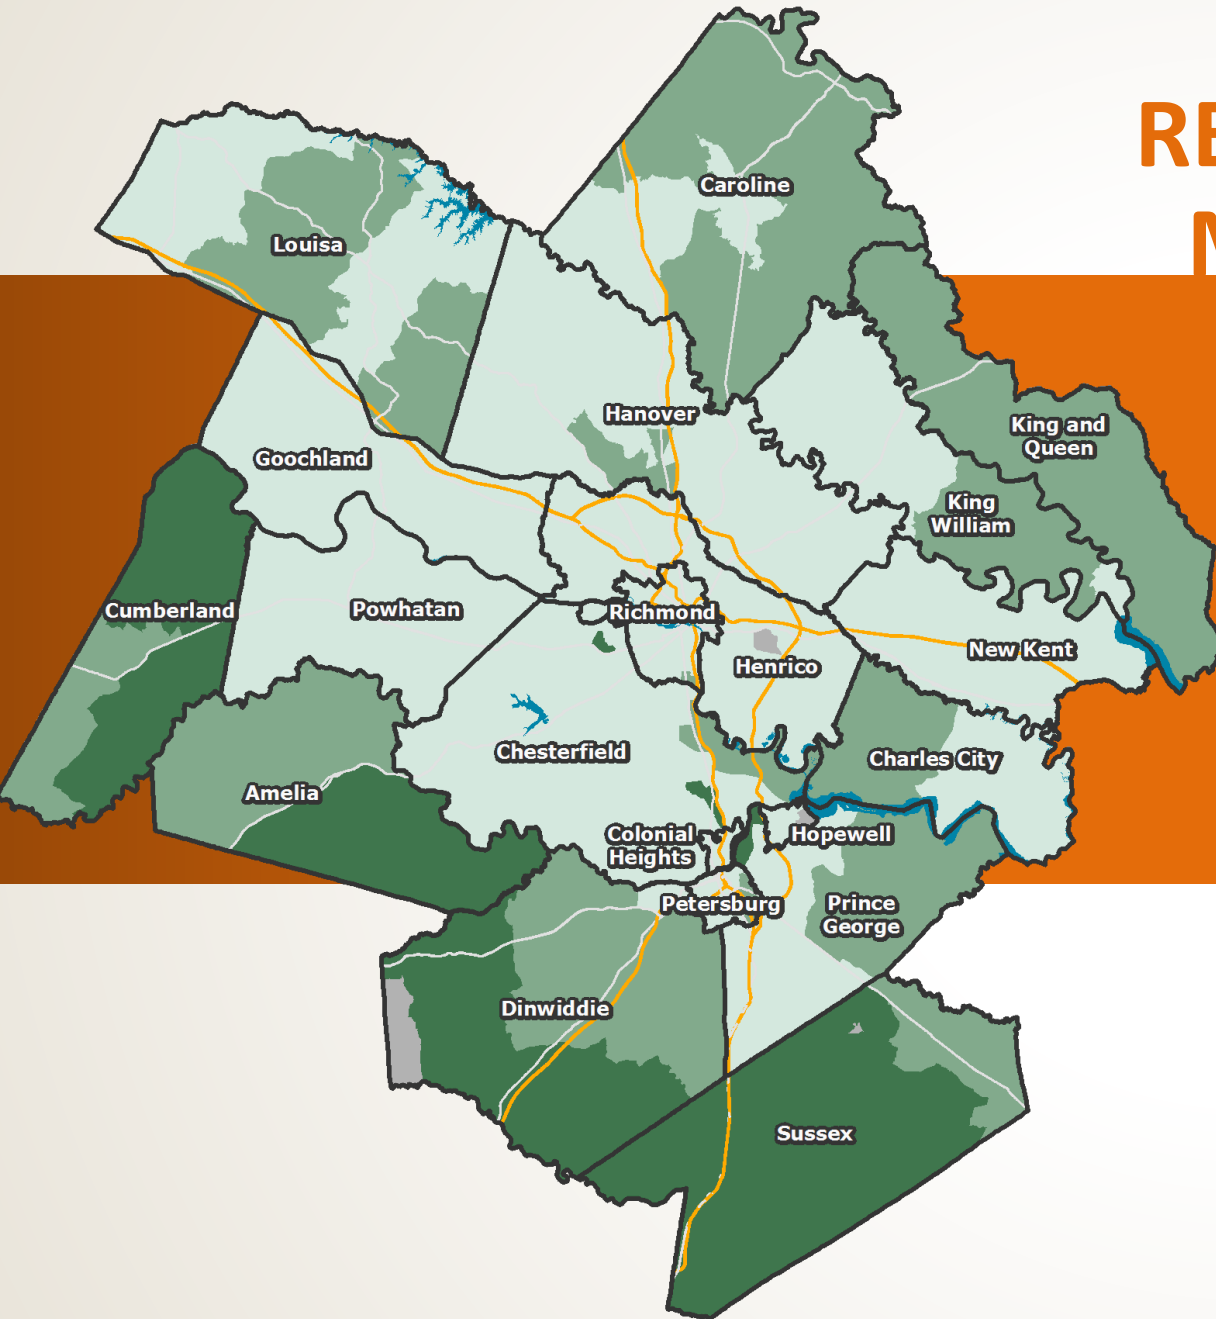 RE
Caroline
Louisa
Hanover
King and
Queen
Goochland
King
William
Cumberland
Powhatan
Richmond
New Kent
Henrico
Chesterfield
Charles City
Amelia
Colonial
Heights
Hopewell
Petersburg
Prince
George
Dinwiddie
Sussex